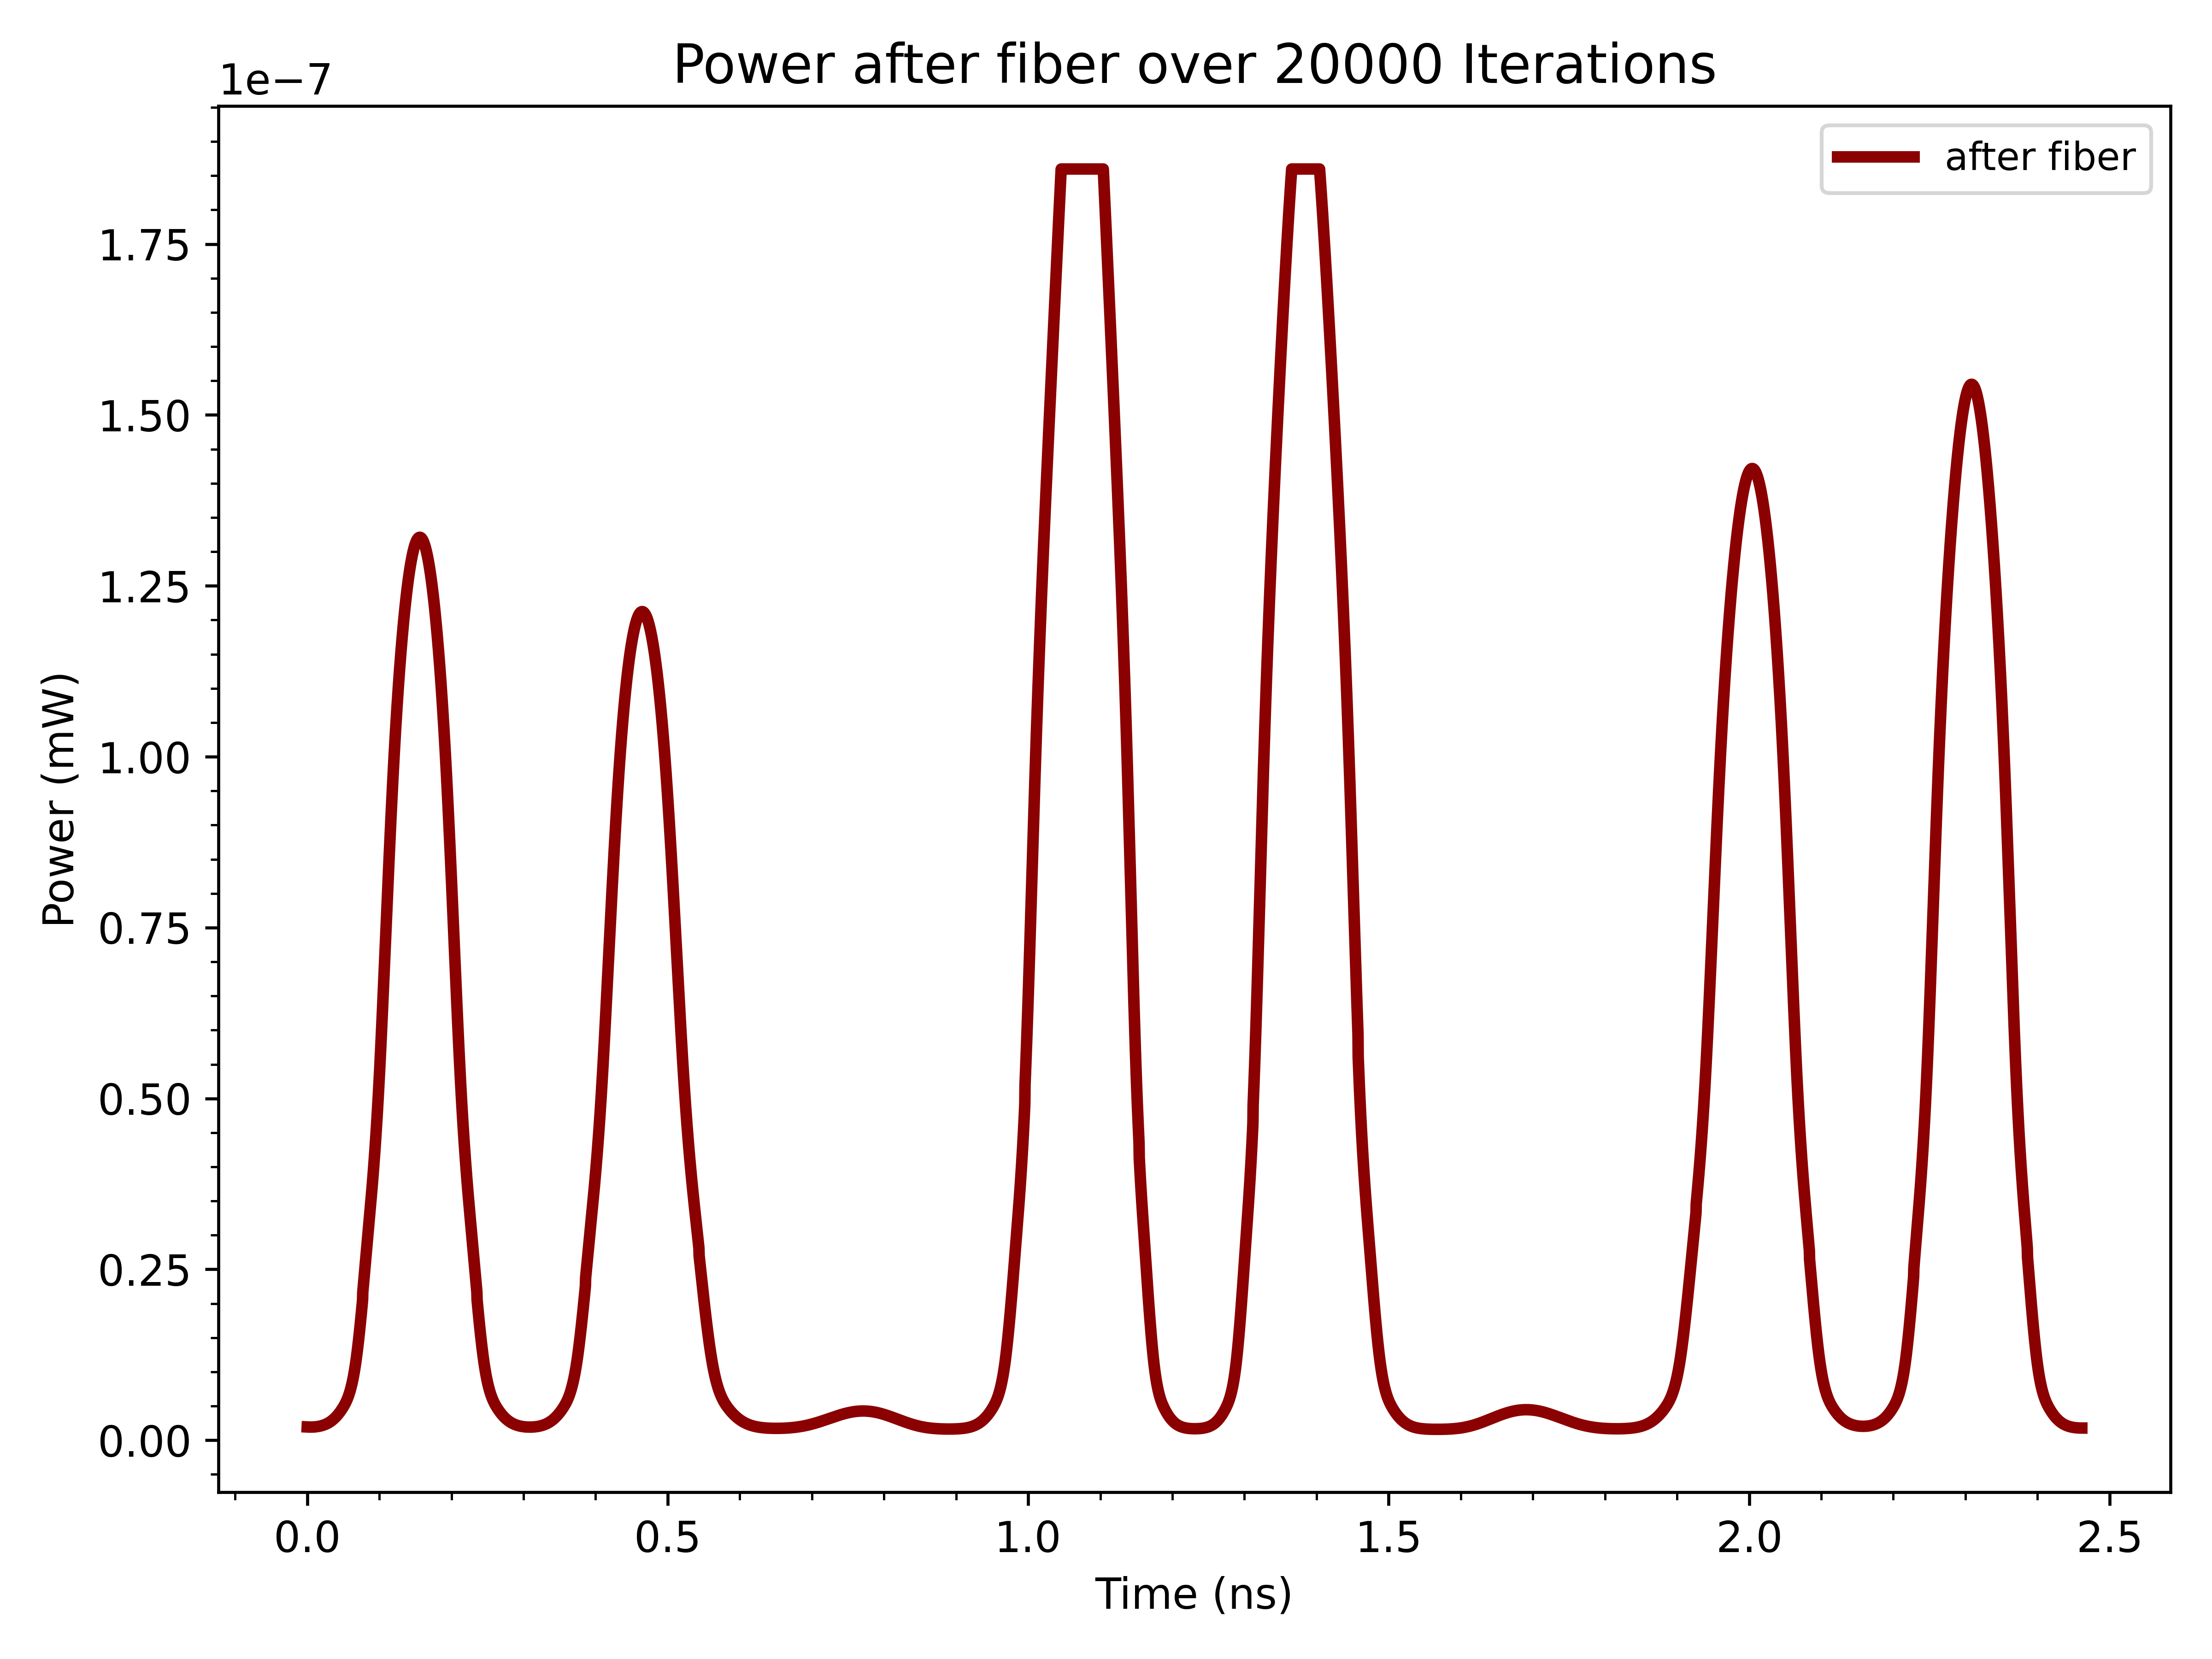 Power after fiber over 20000 Iterations
1e−7
after fiber
1.75
1.50
1.25
1.00
0.75
0.50
0.25
0.00
Power (mW)
0.0 0.5 1.0 1.5 2.0 2.5
Time (ns)